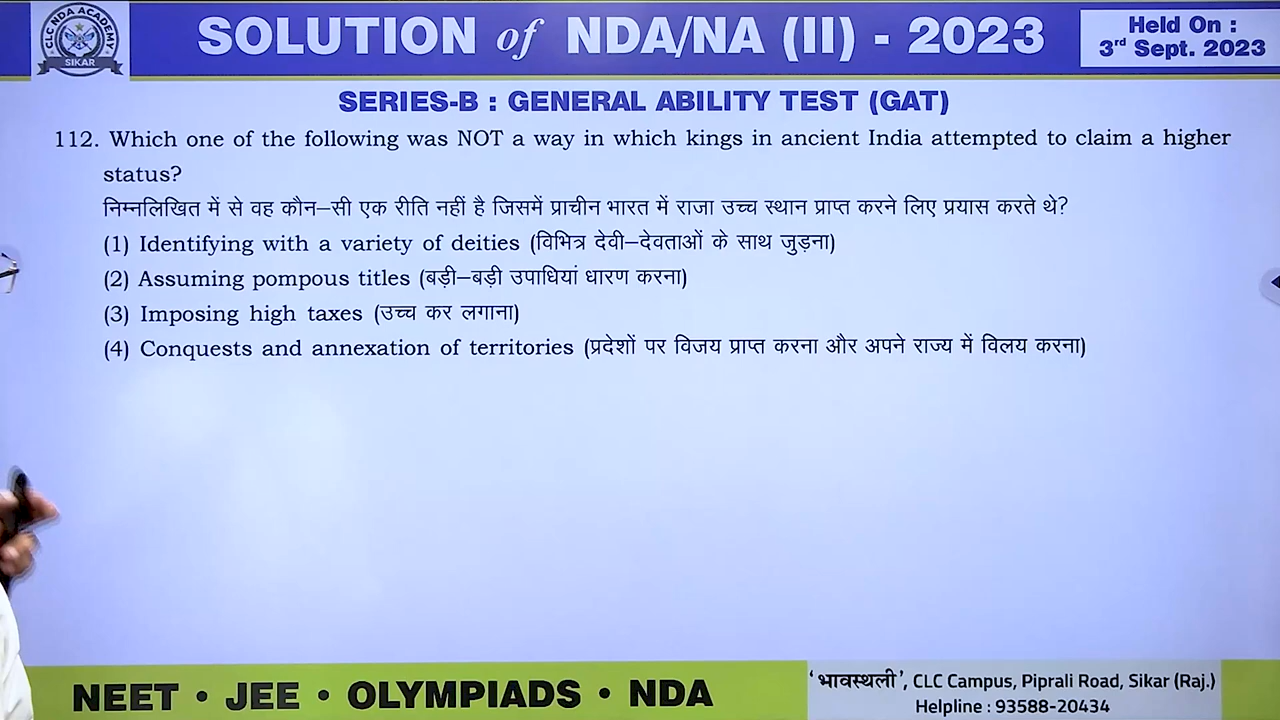 CLC NDA ACADEMY
SIKAR
SOLUTION of NDA/NA (II) - 2023
Held On :
3rd Sept. 2023
SERIES-B : GENERAL ABILITY TEST (GAT)
112. Which one of the following was NOT a way in which kings in ancient India attempted to claim a higher
status?
निम्नलिखित में से वह कौन–सी एक रीति नहीं है जिसमें प्राचीन भारत में राजा उच्च स्थान प्राप्त करने लिए प्रयास करते थे?
(1) Identifying with a variety of deities (विभित्र देवी–देवताओं के साथ जुड़ना)
(2) Assuming pompous titles (बड़ी–बड़ी उपाधियां धारण करना)
(3) Imposing high taxes (उच्च कर लगाना)
(4) Conquests and annexation of territories (प्रदेशों पर विजय प्राप्त करना और अपने राज्य में विलय करना)
NEET • JEE • OLYMPIADS • NDA
'भावस्थली', CLC Campus, Piprali Road, Sikar (Raj.)
Helpline : 93588-20434